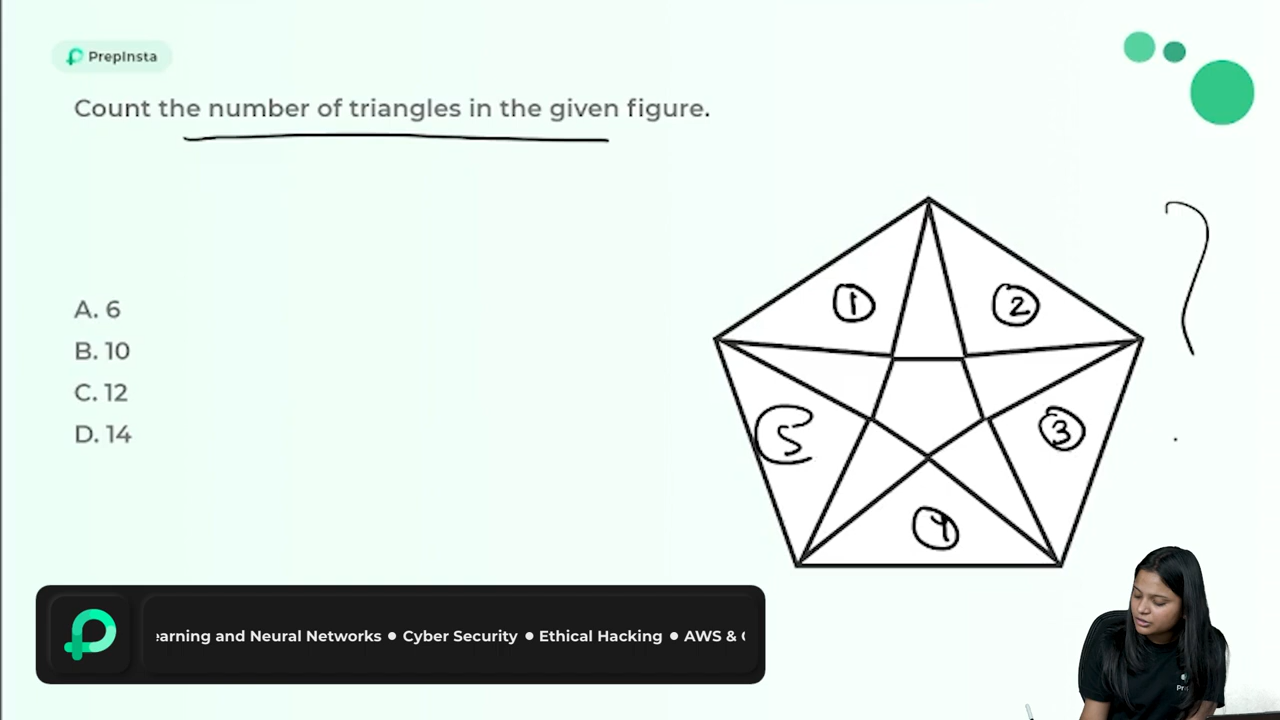 PrepInsta
Count the number of triangles in the given figure.
A. 6
B. 10
C. 12
D. 14
1
2
3
4
5
earning and Neural Networks • Cyber Security • Ethical Hacking • AWS &